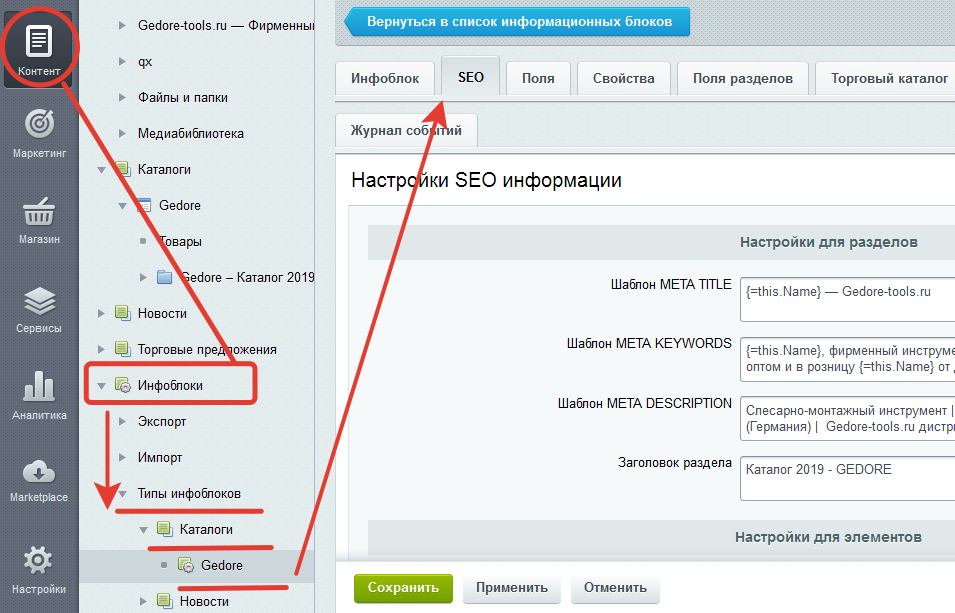 Контент
Маркетинг
Магазин
Сервисы
Аналитика
Marketplace
Настройки
Gedore-tools.ru — Фирменны
qx
Файлы и папки
Медиабиблиотека
Каталоги
Gedore
Товары
Gedore – Каталог 2019
Новости
Торговые предложения
Инфоблоки
Экспорт
Импорт
Типы инфоблоков
Каталоги
Gedore
Новости
Вернуться в список информационных блоков
Инфоблок SEO Поля Свойства Поля разделов Торговый каталог
Журнал событий
Настройки SEO информации
Настройки для разделов
Шаблон META TITLE {=this.Name} — Gedore-tools.ru
Шаблон META KEYWORDS {=this.Name}, фирменный инструме
оптом и в розницу {=this.Name} от
Шаблон META DESCRIPTION Слесарно-монтажный инструмент |
(Германия) | Gedore-tools.ru дистри
Заголовок раздела Каталог 2019 - GEDORE
Настройки для элементов
Сохранить Применить Отменить